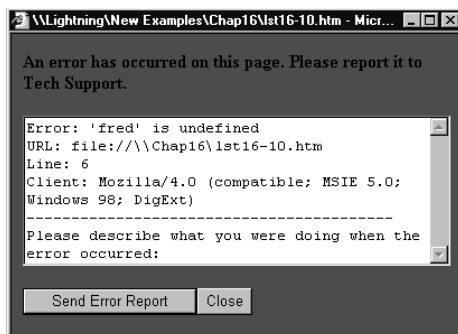 \\Lightning\New Examples\Chap16\lst16-10.htm - Micr...
An error has occurred on this page. Please report it to
Tech Support.
Error: 'fred' is undefined
URL: file://\\Chap16\lst16-10.htm
Line: 6
Client: Mozilla/4.0 (compatible; MSIE 5.0;
Windows 98; DigExt)
-----------------------------------------
Please describe what you were doing when the
error occurred:
Send Error Report Close